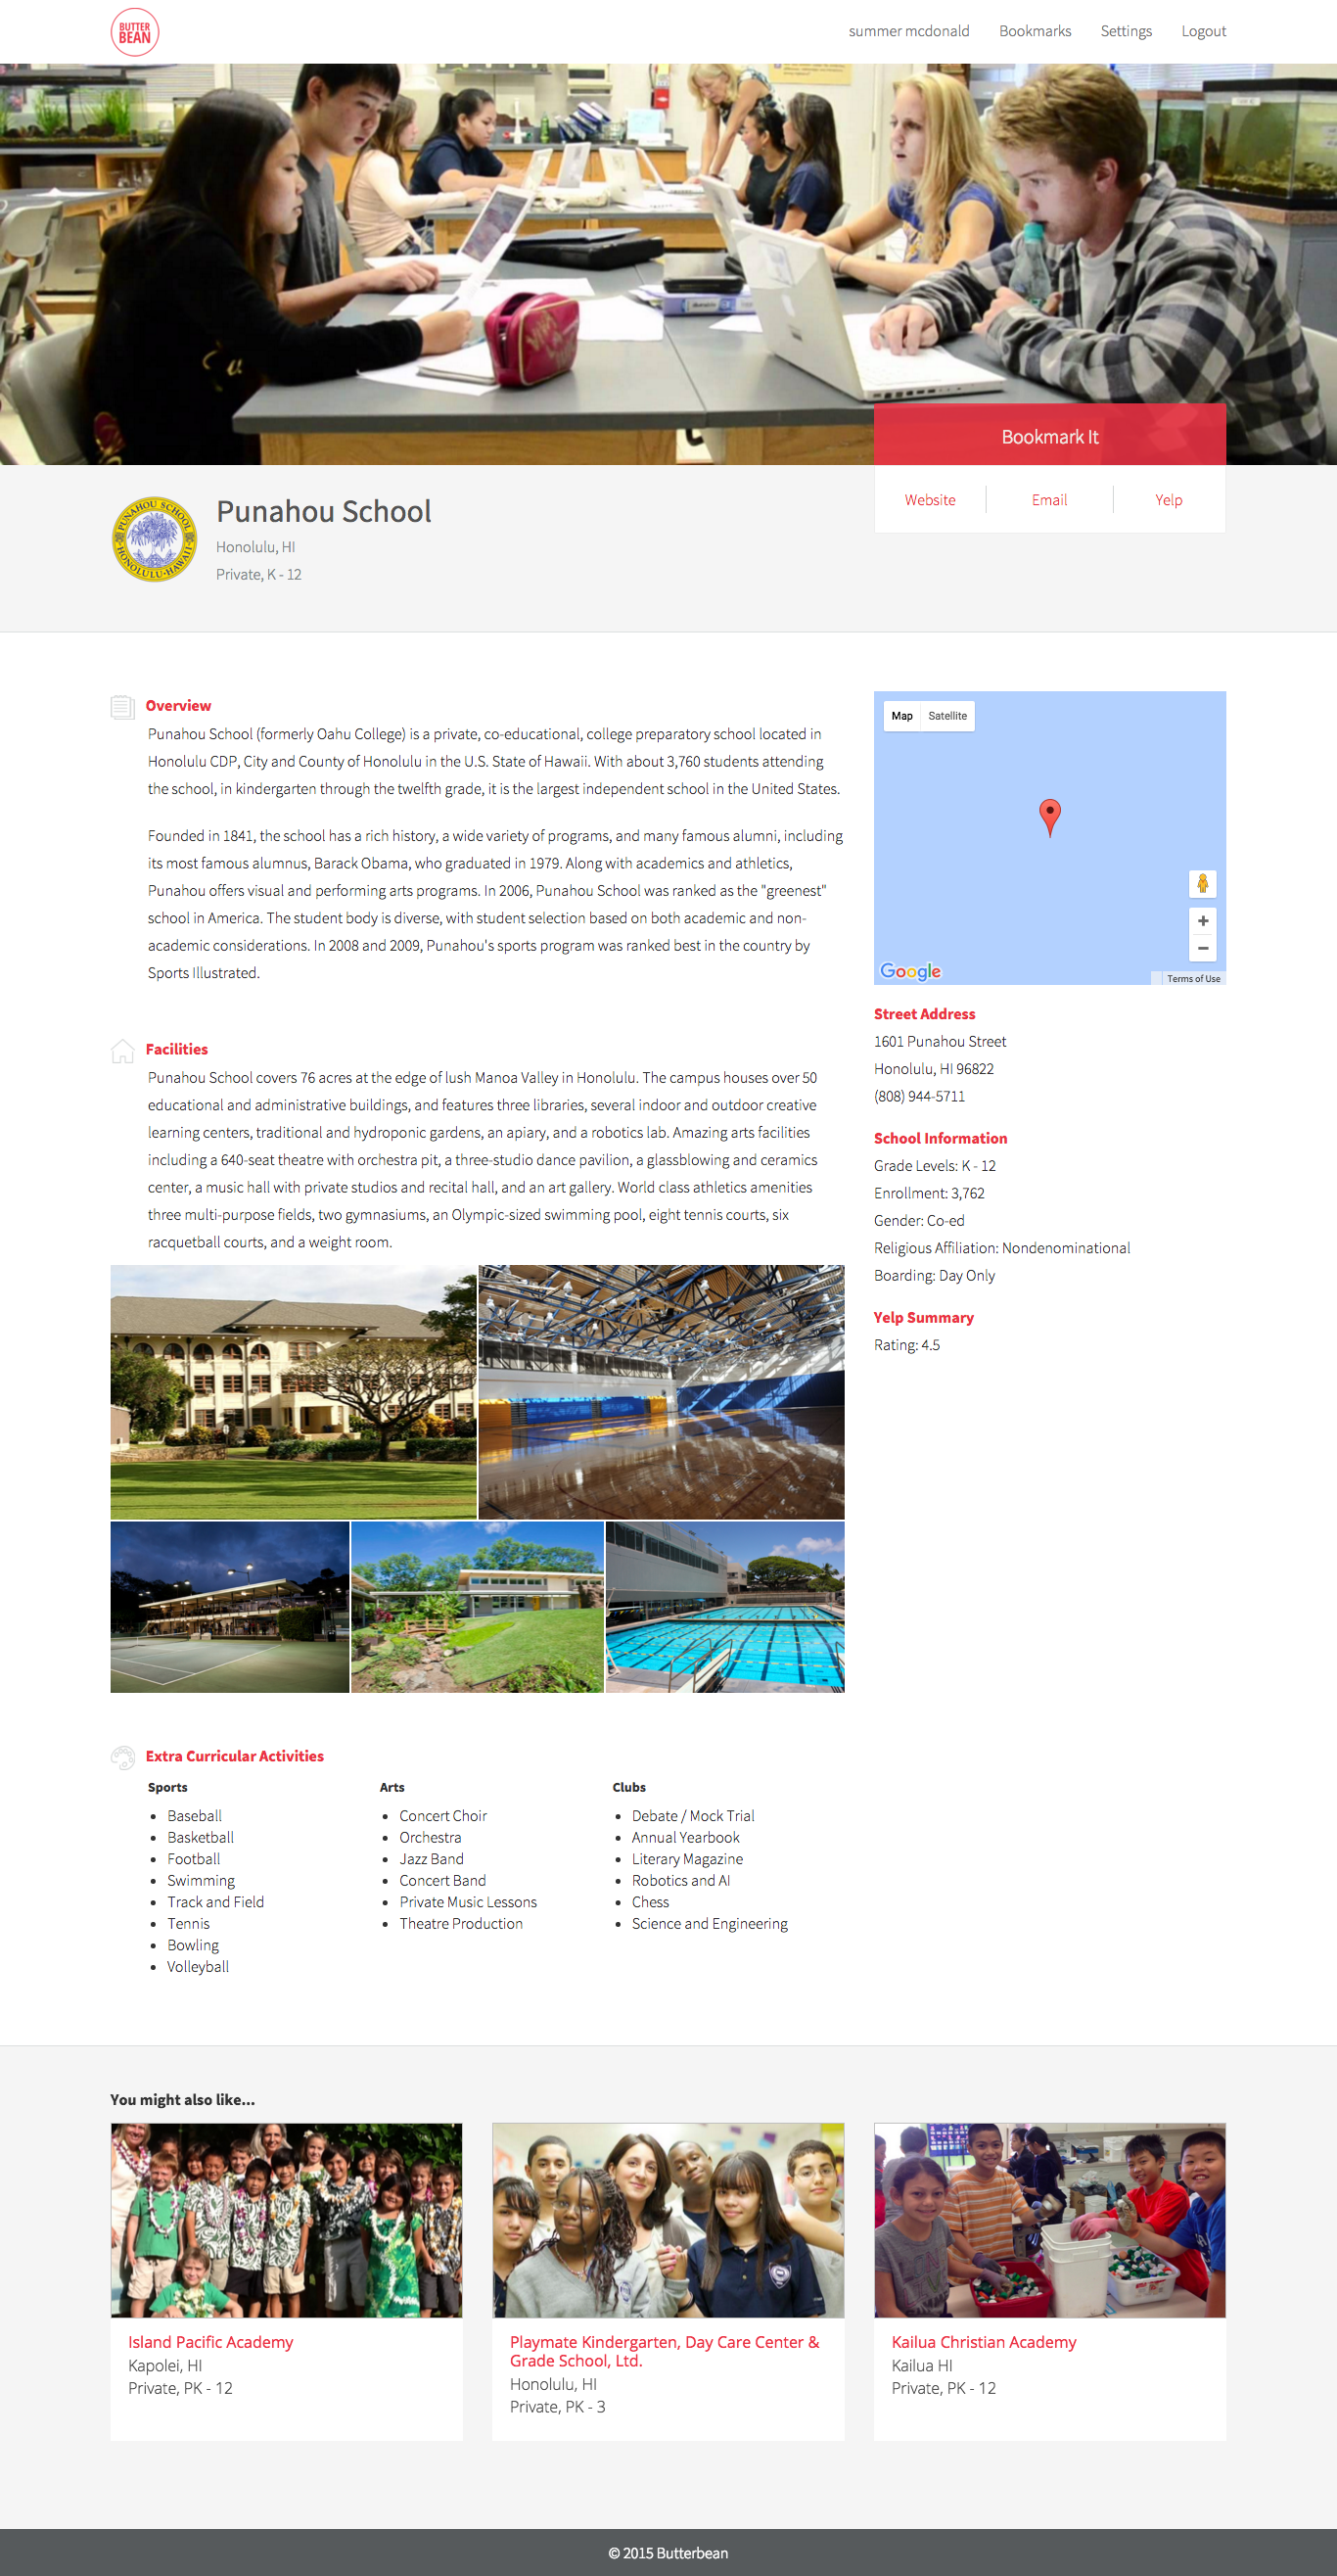 BUTTER
BEAN
summer mcdonald Bookmarks Settings Logout
Bookmark It
Website Email Yelp
PUNAHOU SCHOOL
HONOLULU-HAWAII
Punahou School
Honolulu, HI
Private, K - 12
Overview
Punahou School (formerly Oahu College) is a private, co-educational, college preparatory school located in
Honolulu CDP, City and County of Honolulu in the U.S. State of Hawaii. With about 3,760 students attending
the school, in kindergarten through the twelfth grade, it is the largest independent school in the United States.
Founded in 1841, the school has a rich history, a wide variety of programs, and many famous alumni, including
its most famous alumnus, Barack Obama, who graduated in 1979. Along with academics and athletics,
Punahou offers visual and performing arts programs. In 2006, Punahou School was ranked as the "greenest"
school in America. The student body is diverse, with student selection based on both academic and non-
academic considerations. In 2008 and 2009, Punahou's sports program was ranked best in the country by
Sports Illustrated.
Facilities
Punahou School covers 76 acres at the edge of lush Manoa Valley in Honolulu. The campus houses over 50
educational and administrative buildings, and features three libraries, several indoor and outdoor creative
learning centers, traditional and hydroponic gardens, an apiary, and a robotics lab. Amazing arts facilities
including a 640-seat theatre with orchestra pit, a three-studio dance pavilion, a glassblowing and ceramics
center, a music hall with private studios and recital hall, and an art gallery. World class athletics amenities
three multi-purpose fields, two gymnasiums, an Olympic-sized swimming pool, eight tennis courts, six
racquetball courts, and a weight room.
Map Satellite
Google
Terms of Use
Street Address
1601 Punahou Street
Honolulu, HI 96822
(808) 944-5711
School Information
Grade Levels: K - 12
Enrollment: 3,762
Gender: Co-ed
Religious Affiliation: Nondenominational
Boarding: Day Only
Yelp Summary
Rating: 4.5
Extra Curricular Activities
Sports
Baseball
Basketball
Football
Swimming
Track and Field
Tennis
Bowling
Volleyball
Arts
Concert Choir
Orchestra
Jazz Band
Concert Band
Private Music Lessons
Theatre Production
Clubs
Debate / Mock Trial
Annual Yearbook
Literary Magazine
Robotics and AI
Chess
Science and Engineering
You might also like...
Island Pacific Academy
Kapolei, HI
Private, PK - 12
Playmate Kindergarten, Day Care Center &
Grade School, Ltd.
Honolulu, HI
Private, PK - 3
Kailua Christian Academy
Kailua HI
Private, PK - 12
© 2015 Butterbean